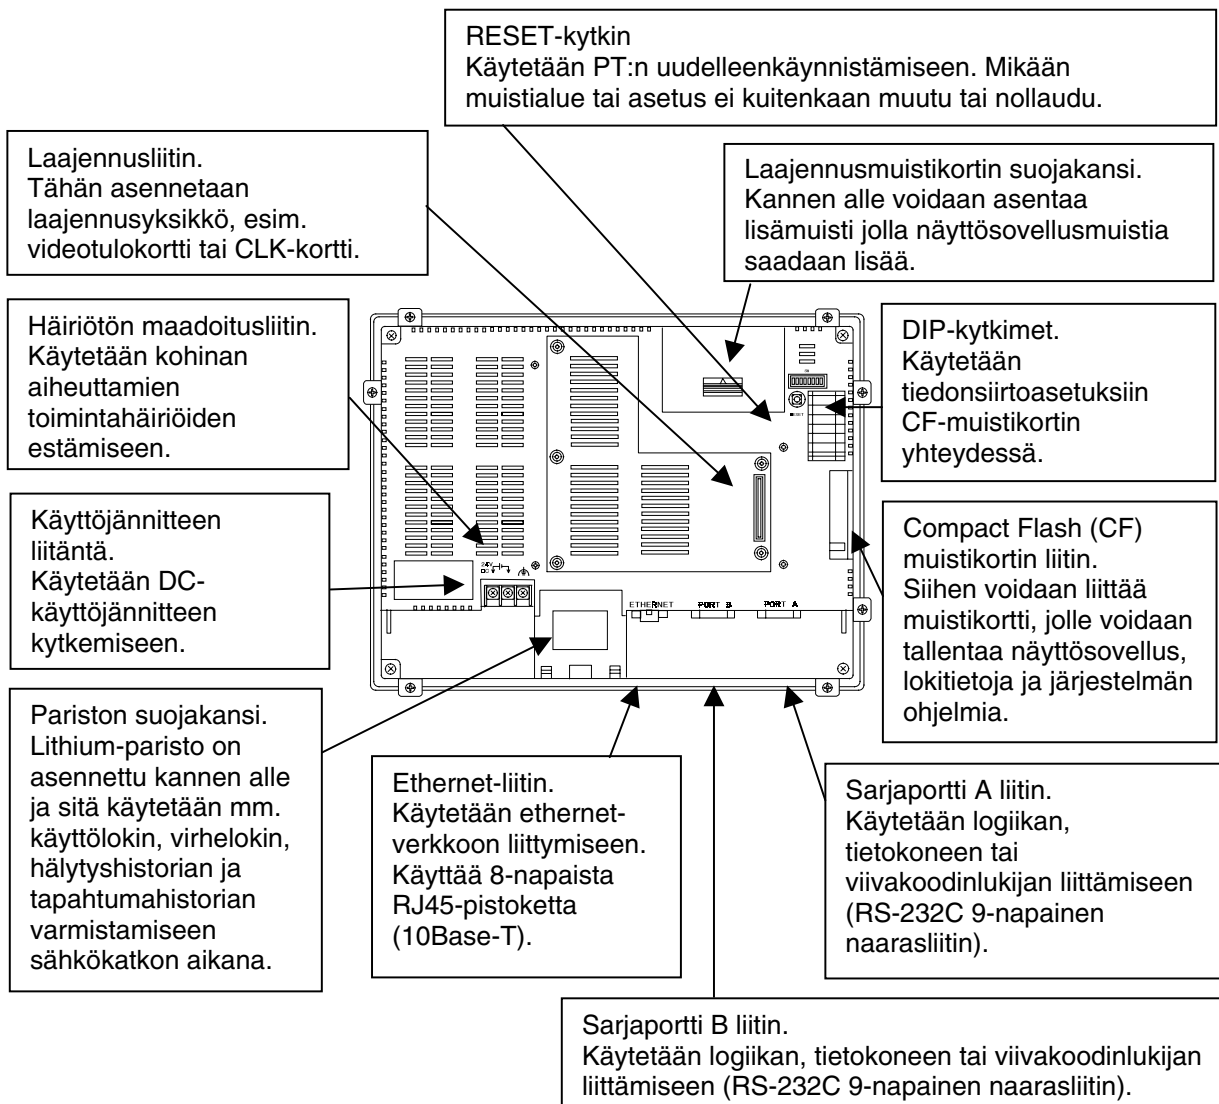 RESET-kytkin
Käytetään PT:n uudelleenkäynnistämiseen. Mikään
muistialue tai asetus ei kuitenkaan muutu tai nollaudu.
Laajennusliitin.
Tähän asennetaan
laajennusyksikkö, esim.
videotulokortti tai CLK-kortti.
Laajennusmuistikortin suojakansi.
Kannen alle voidaan asentaa
lisämuisti jolla näyttösovellusmuistia
saadaan lisää.
Häiriötön maadoitusliitin.
Käytetään kohinan
aiheuttamien
toimintahäiriöiden
estämiseen.
DIP-kytkimet.
Käytetään
tiedonsiirtoasetuksiin
CF-muistikortin
yhteydessä.
Käyttöjännitteen
liitäntä.
Käytetään DC-
käyttöjännitteen
kytkemiseen.
Compact Flash (CF)
muistikortin liitin.
Siihen voidaan liittää
muistikortti, jolle voidaan
tallentaa näyttösovellus,
lokitietoja ja järjestelmän
ohjelmia.
RESET
24V
DC
ETHERNET
PORT B
PORT A
Pariston suojakansi.
Lithium-paristo on
asennettu kannen alle
ja sitä käytetään mm.
käyttölokin, virhelokin,
hälytyshistorian ja
tapahtumahistorian
varmistamiseen
sähkökatkon aikana.
Ethernet-liitin.
Käytetään ethernet-
verkkoon liittymiseen.
Käyttää 8-napaista
RJ45-pistoketta
(10Base-T).
Sarjaportti A liitin.
Käytetään logiikan,
tietokoneen tai
viivakoodinlukijan liittämiseen
(RS-232C 9-napainen
naarasliitin).
Sarjaportti B liitin.
Käytetään logiikan, tietokoneen tai viivakoodinlukijan
liittämiseen (RS-232C 9-napainen naarasliitin).